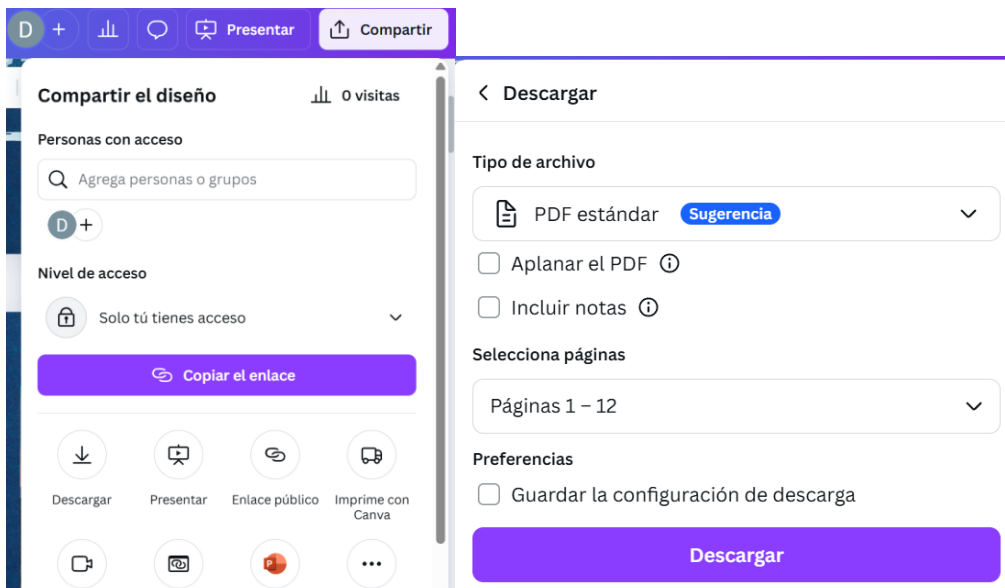 D
Presentar
Compartir
Compartir el diseño
0 visitas
Personas con acceso
Agrega personas o grupos
D
Nivel de acceso
Solo tú tienes acceso
Copiar el enlace
Descargar
Presentar
Enlace público
Imprime con
Canva
P
Descargar
Tipo de archivo
PDF estándar Sugerencia
Aplanar el PDF
Incluir notas
Selecciona páginas
Páginas 1 – 12
Preferencias
Guardar la configuración de descarga
Descargar